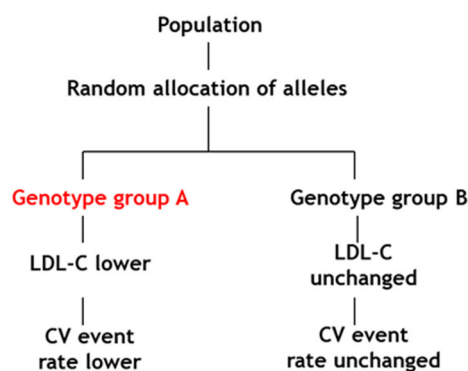 Population
Random allocation of alleles
Genotype group A
Genotype group B
LDL-C lower
LDL-C
unchanged
CV event
rate lower
CV event
rate unchanged